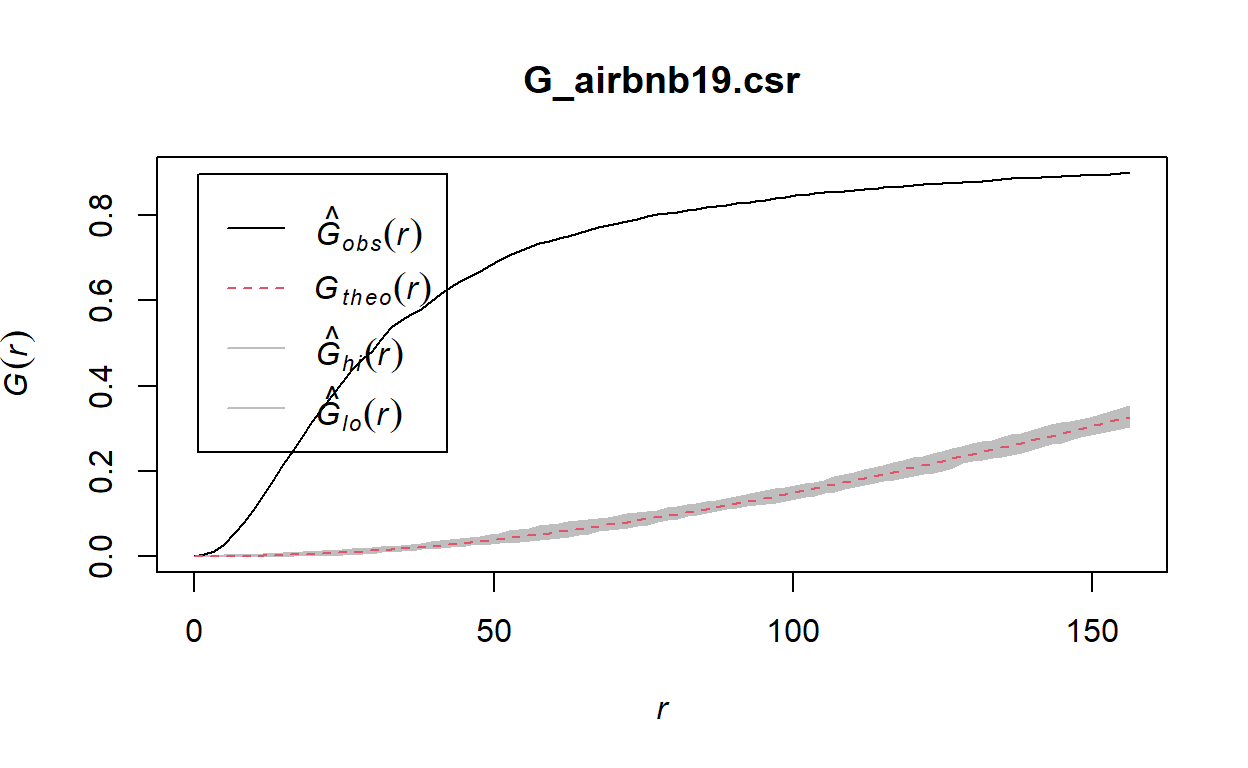 G_airbnb19.csr
G(r)
0.0 0.2 0.4 0.6 0.8
Ĝobs(r)
Gtheo(r)
Ĝhi(r)
Ĝlo(r)
0 50 100 150
r